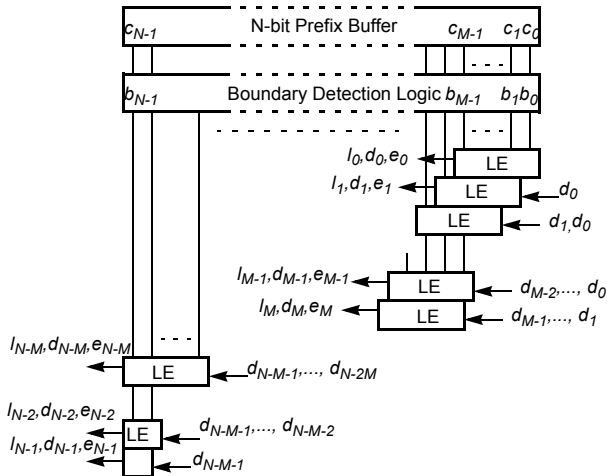 c_{N-1} N-bit Prefix Buffer c_{M-1} c_1 c_0
b_{N-1} Boundary Detection Logic b_{M-1} b_1 b_0
l_0,d_0,e_0 LE
l_1,d_1,e_1 LE d_0
LE d_1,d_0
l_{M-1},d_{M-1},e_{M-1} LE d_{M-2},..., d_0
l_M,d_M,e_M LE d_{M-1},..., d_1
l_{N-M},d_{N-M},e_{N-M} LE d_{N-M-1},..., d_{N-2M}
l_{N-2},d_{N-2},e_{N-2} LE d_{N-M-1},..., d_{N-M-2}
l_{N-1},d_{N-1},e_{N-1} d_{N-M-1}